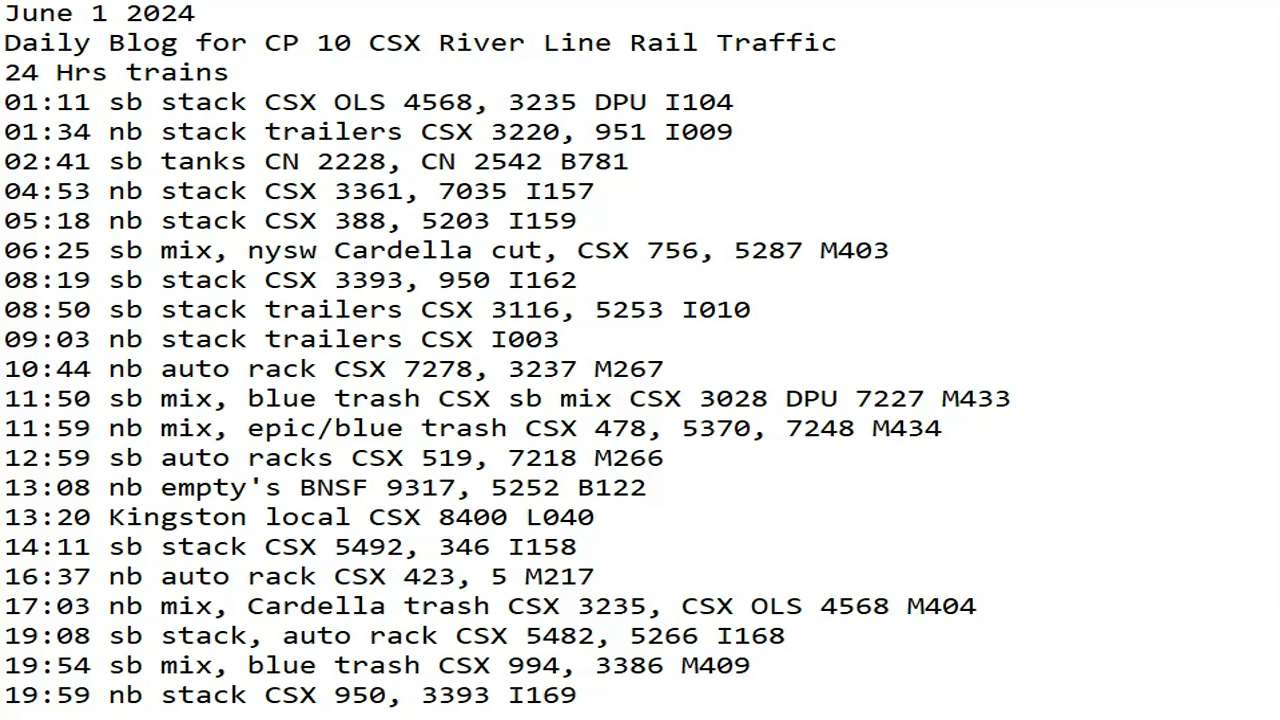 June 1 2024
Daily Blog for CP 10 CSX River Line Rail Traffic
24 Hrs trains
01:11 sb stack CSX OLS 4568, 3235 DPU I104
01:34 nb stack trailers CSX 3220, 951 I009
02:41 sb tanks CN 2228, CN 2542 B781
04:53 nb stack CSX 3361, 7035 I157
05:18 nb stack CSX 388, 5203 I159
06:25 sb mix, nysw Cardella cut, CSX 756, 5287 M403
08:19 sb stack CSX 3393, 950 I162
08:50 sb stack trailers CSX 3116, 5253 I010
09:03 nb stack trailers CSX I003
10:44 nb auto rack CSX 7278, 3237 M267
11:50 sb mix, blue trash CSX sb mix CSX 3028 DPU 7227 M433
11:59 nb mix, epic/blue trash CSX 478, 5370, 7248 M434
12:59 sb auto racks CSX 519, 7218 M266
13:08 nb empty's BNSF 9317, 5252 B122
13:20 Kingston local CSX 8400 L040
14:11 sb stack CSX 5492, 346 I158
16:37 nb auto rack CSX 423, 5 M217
17:03 nb mix, Cardella trash CSX 3235, CSX OLS 4568 M404
19:08 sb stack, auto rack CSX 5482, 5266 I168
19:54 sb mix, blue trash CSX 994, 3386 M409
19:59 nb stack CSX 950, 3393 I169